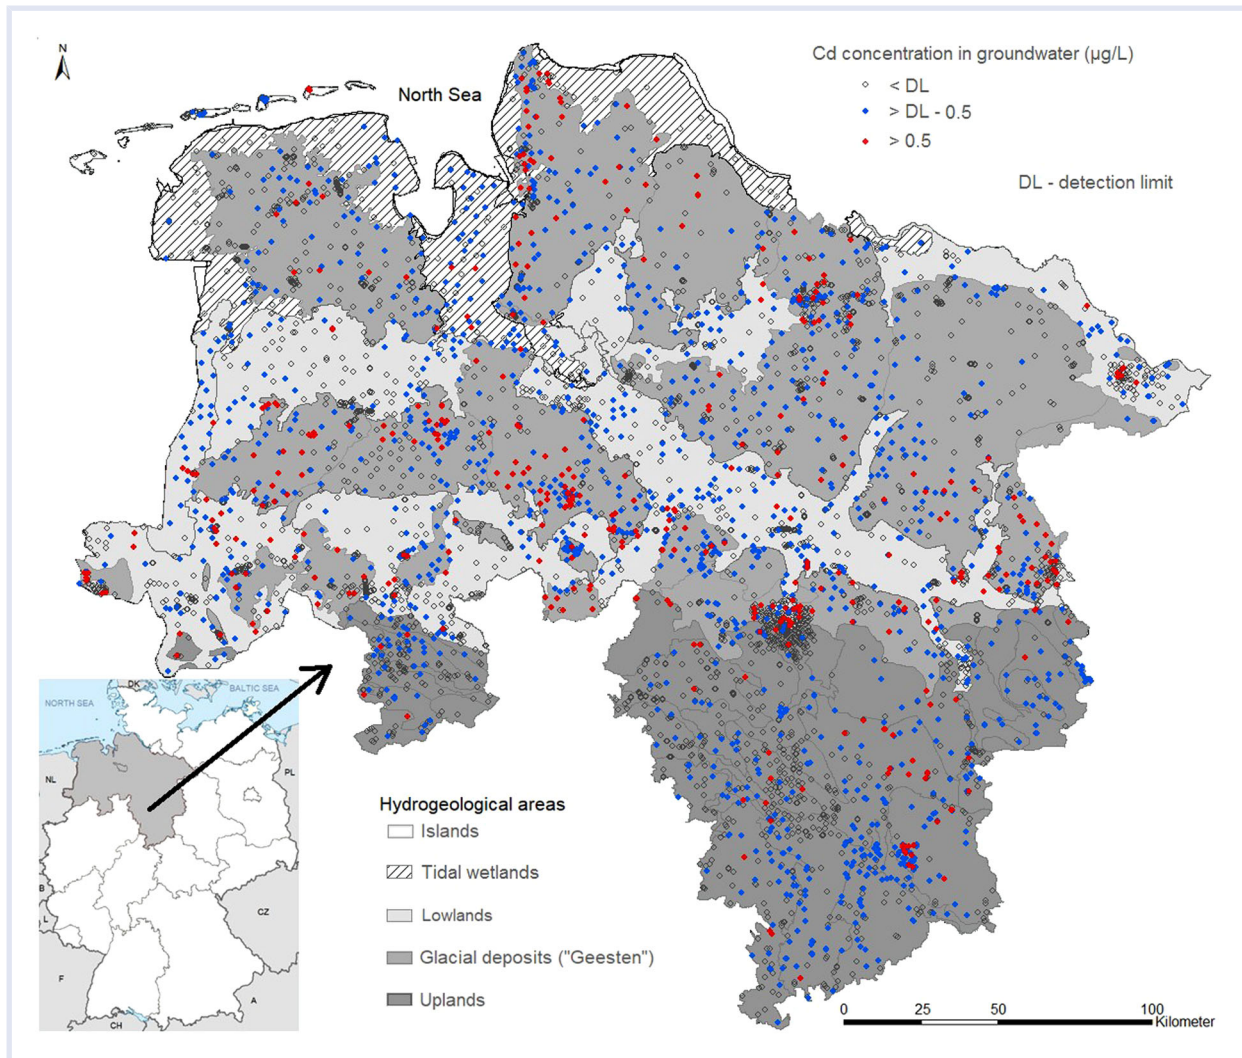 N
North Sea
Cd concentration in groundwater (µg/L)
< DL
> DL - 0.5
> 0.5
DL - detection limit
DK
NORTH SEA
BALTIC SEA
NL
PL
B
L
CZ
F
A
CH
Hydrogeological areas
Islands
Tidal wetlands
Lowlands
Glacial deposits ("Geesten")
Uplands
0
25
50
100
Kilometer